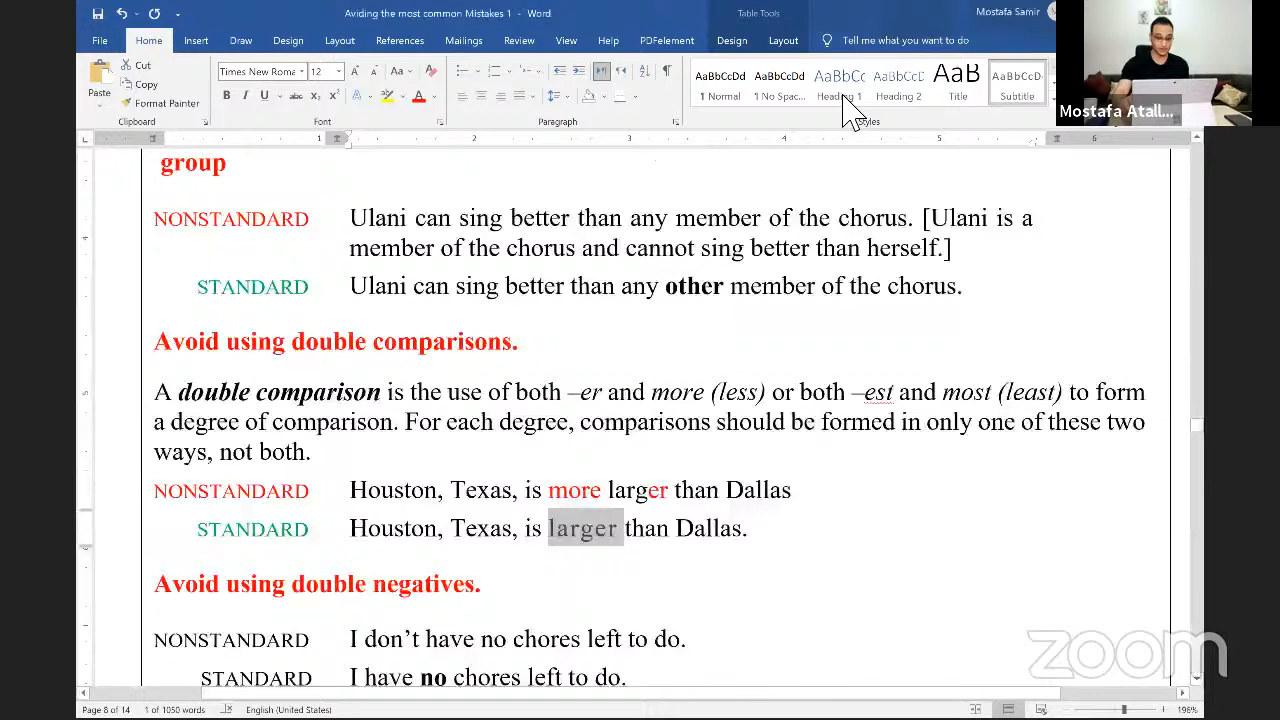 Aviding the most common Mistakes 1 - Word
Table Tools
Mostafa Samir
File Home Insert Draw Design Layout References Mailings Review View Help PDFelement Design Layout Tell me what you want to do
Paste
Cut
Copy
Format Painter
Clipboard
Times New Roma 12
Aa
B I U abc
A
Font
Paragraph
AaBbCcDd AaBbCcDd AaBbCc AaBbCcD AaB AaBbCcD
1 Normal 1 No Spac... Heading 1 Heading 2 Title Subtitle
Mostafa Atall...
1 2 3 4 5 6
group
NONSTANDARD Ulani can sing better than any member of the chorus. [Ulani is a
member of the chorus and cannot sing better than herself.]
STANDARD Ulani can sing better than any other member of the chorus.
Avoid using double comparisons.
A double comparison is the use of both –er and more (less) or both –est and most (least) to form
a degree of comparison. For each degree, comparisons should be formed in only one of these two
ways, not both.
NONSTANDARD Houston, Texas, is more larger than Dallas
STANDARD Houston, Texas, is larger than Dallas.
Avoid using double negatives.
NONSTANDARD I don’t have no chores left to do.
STANDARD I have no chores left to do.
zoom
Page 8 of 14 1 of 1050 words English (United States) 196%